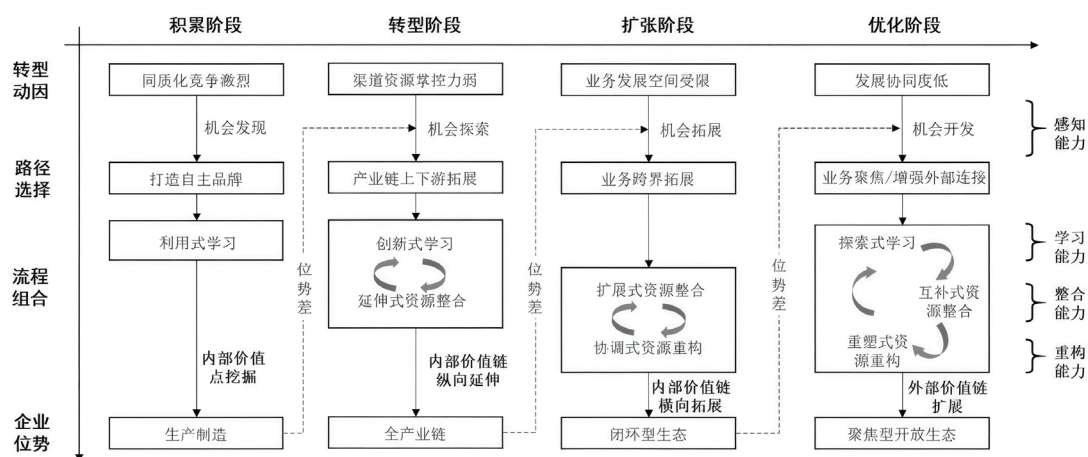 积累阶段
转型阶段
扩张阶段
优化阶段
转型
动因
同质化竞争激烈
渠道资源掌控力弱
业务发展空间受限
发展协同度低
机会发现
机会探索
机会拓展
机会开发
感知
能力
路径
选择
打造自主品牌
产业链上下游拓展
业务跨界拓展
业务聚焦/增强外部连接
流程
组合
利用式学习
位势差
创新式学习
延伸式资源整合
位势差
扩展式资源整合
协调式资源重构
位势差
探索式学习
互补式资
源整合
重塑式资
源重构
学习
能力
整合
能力
重构
能力
内部价值
点挖掘
内部价值链
纵向延伸
内部价值链
横向拓展
外部价值链
扩展
企业
位势
生产制造
全产业链
闭环型生态
聚焦型开放生态